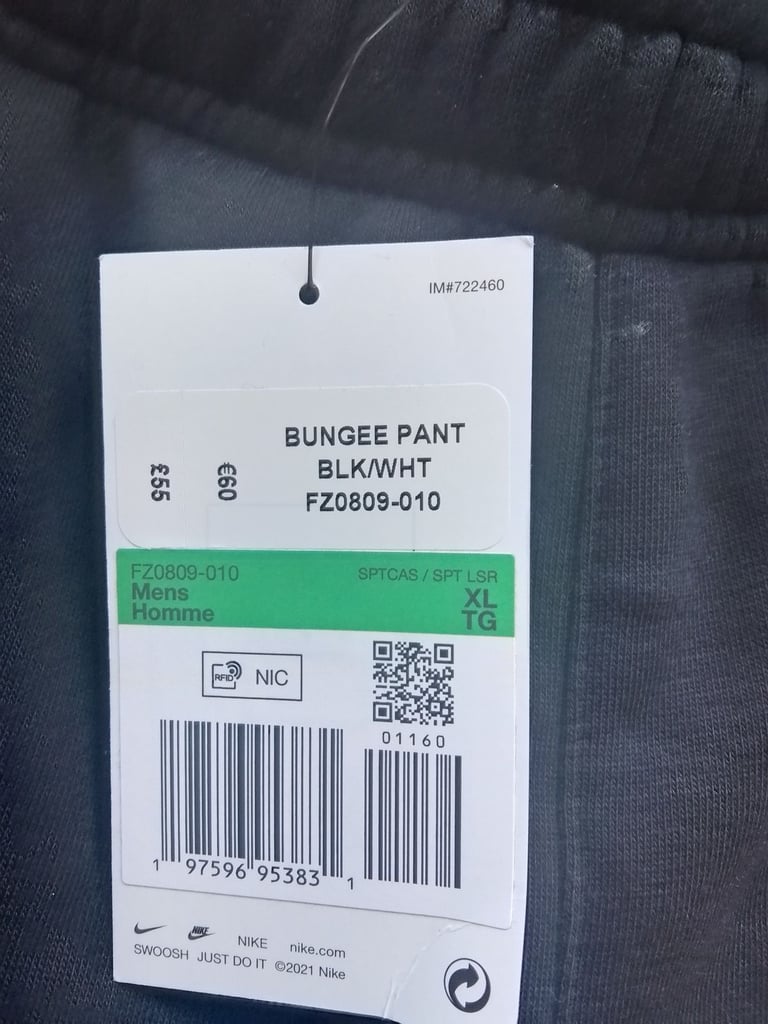 IM#722460
BUNGEE PANT
BLK/WHT
FZ0809-010
£55
€60
FZ0809-010
SPTCAS / SPT LSR
Mens
XL
Homme
TG
RFID NIC
01160
1 97596 95383 1
NIKE
NIKE nike.com
SWOOSH JUST DO IT ©2021 Nike